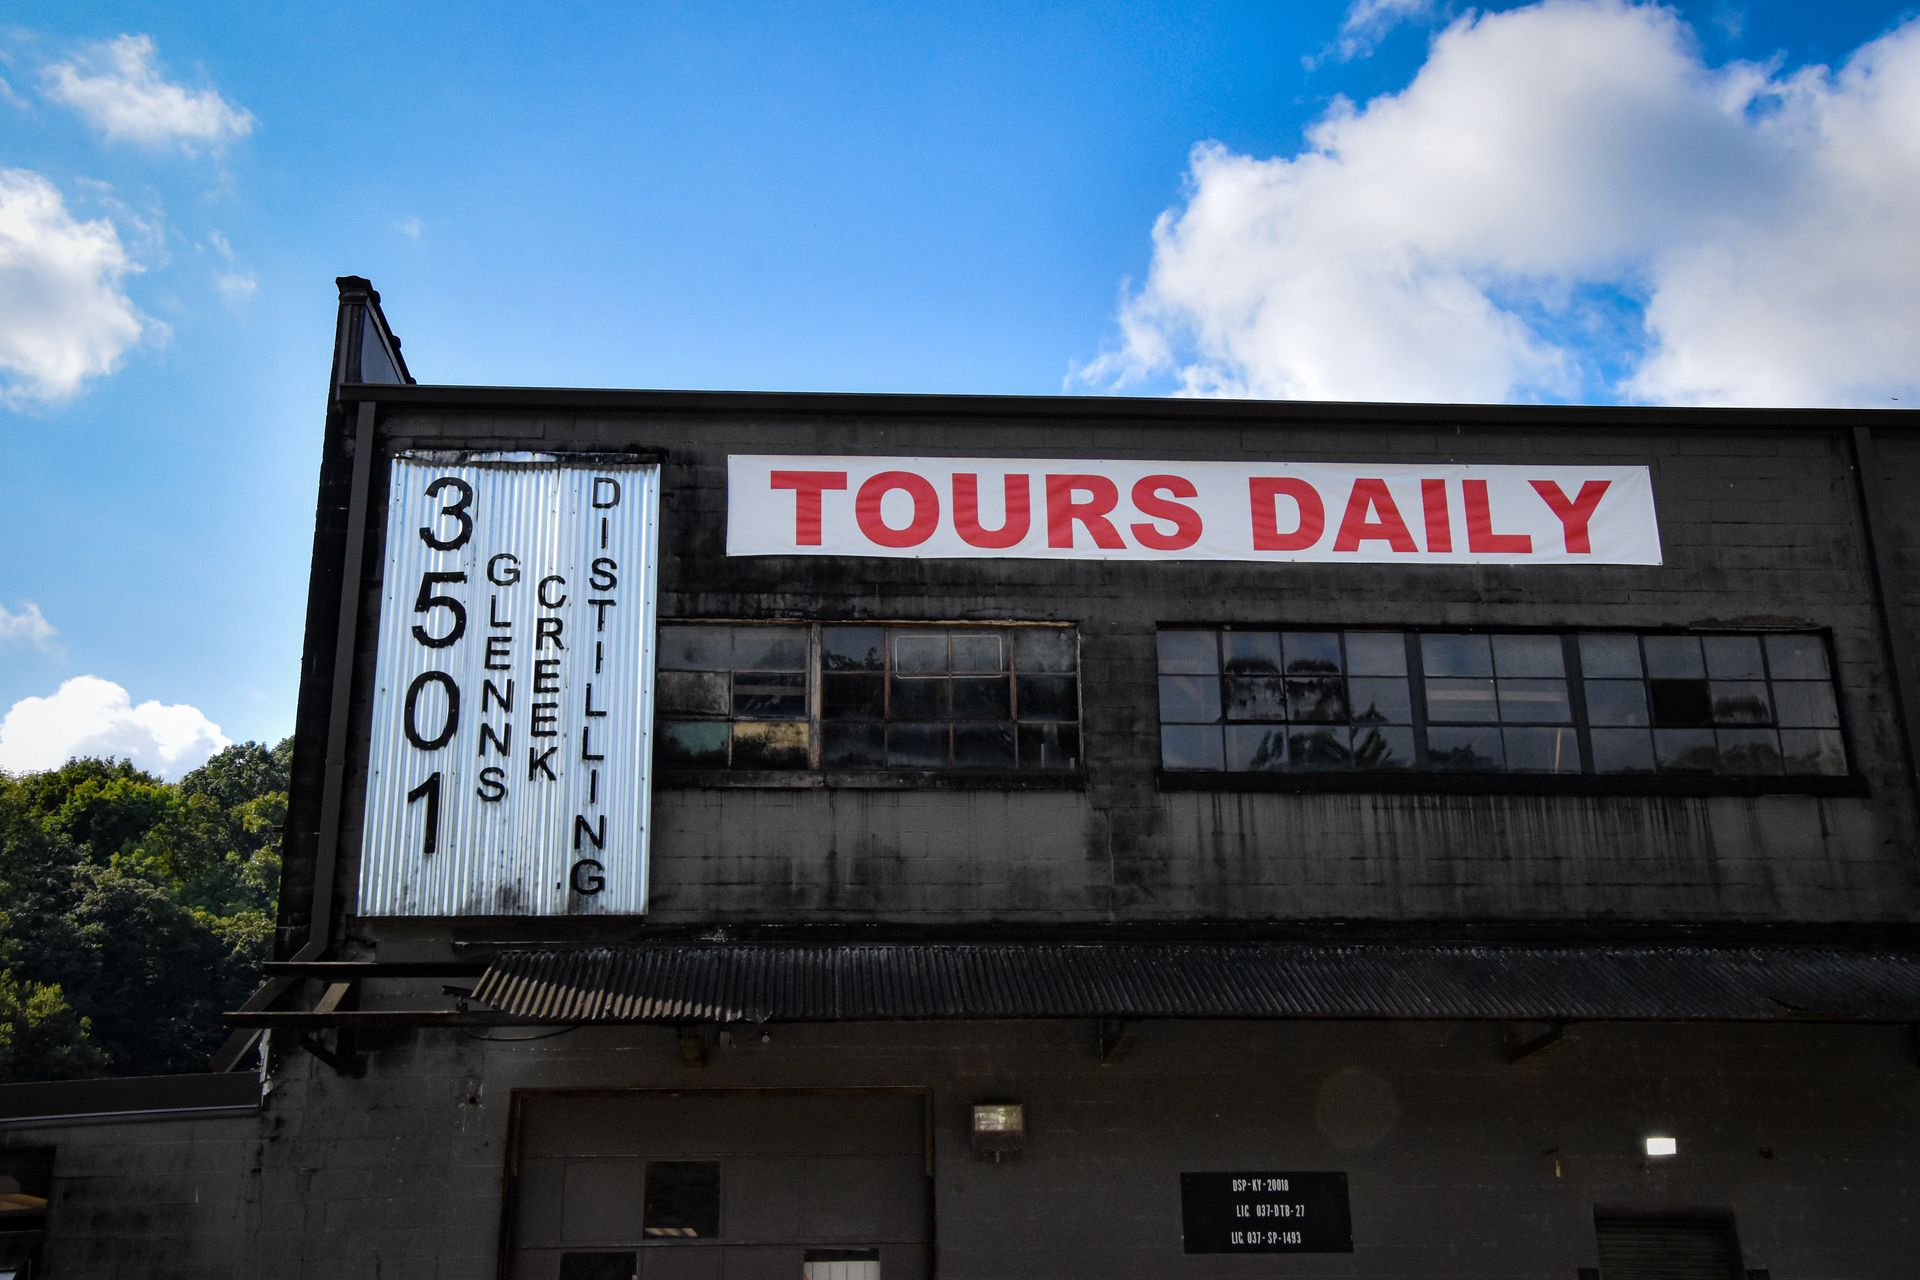 3501
GLENNS
CREEK
DISTILLING
TOURS DAILY
DSP-KY-20018
LIC. 037-DTB-27
LIC. 037-SP-1493